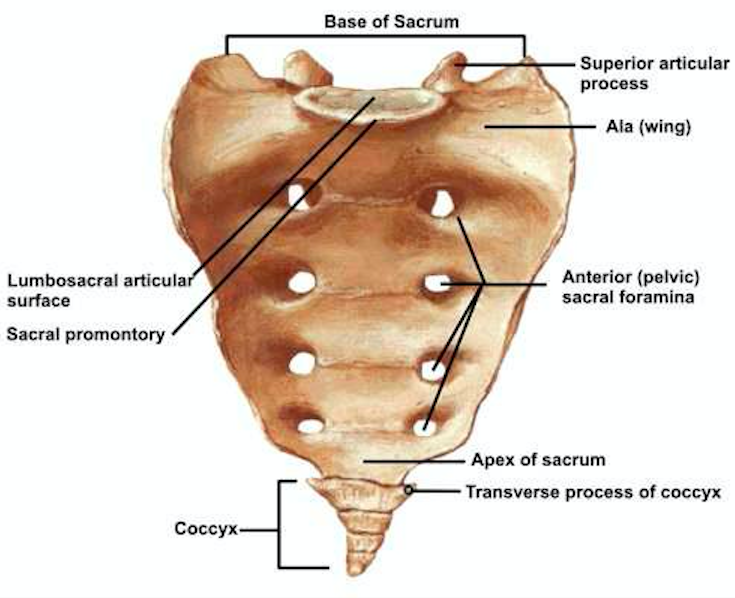 Base of Sacrum
Superior articular
process
Ala (wing)
Lumbosacral articular
surface
Sacral promontory
Anterior (pelvic)
sacral foramina
Apex of sacrum
Transverse process of coccyx
Coccyx